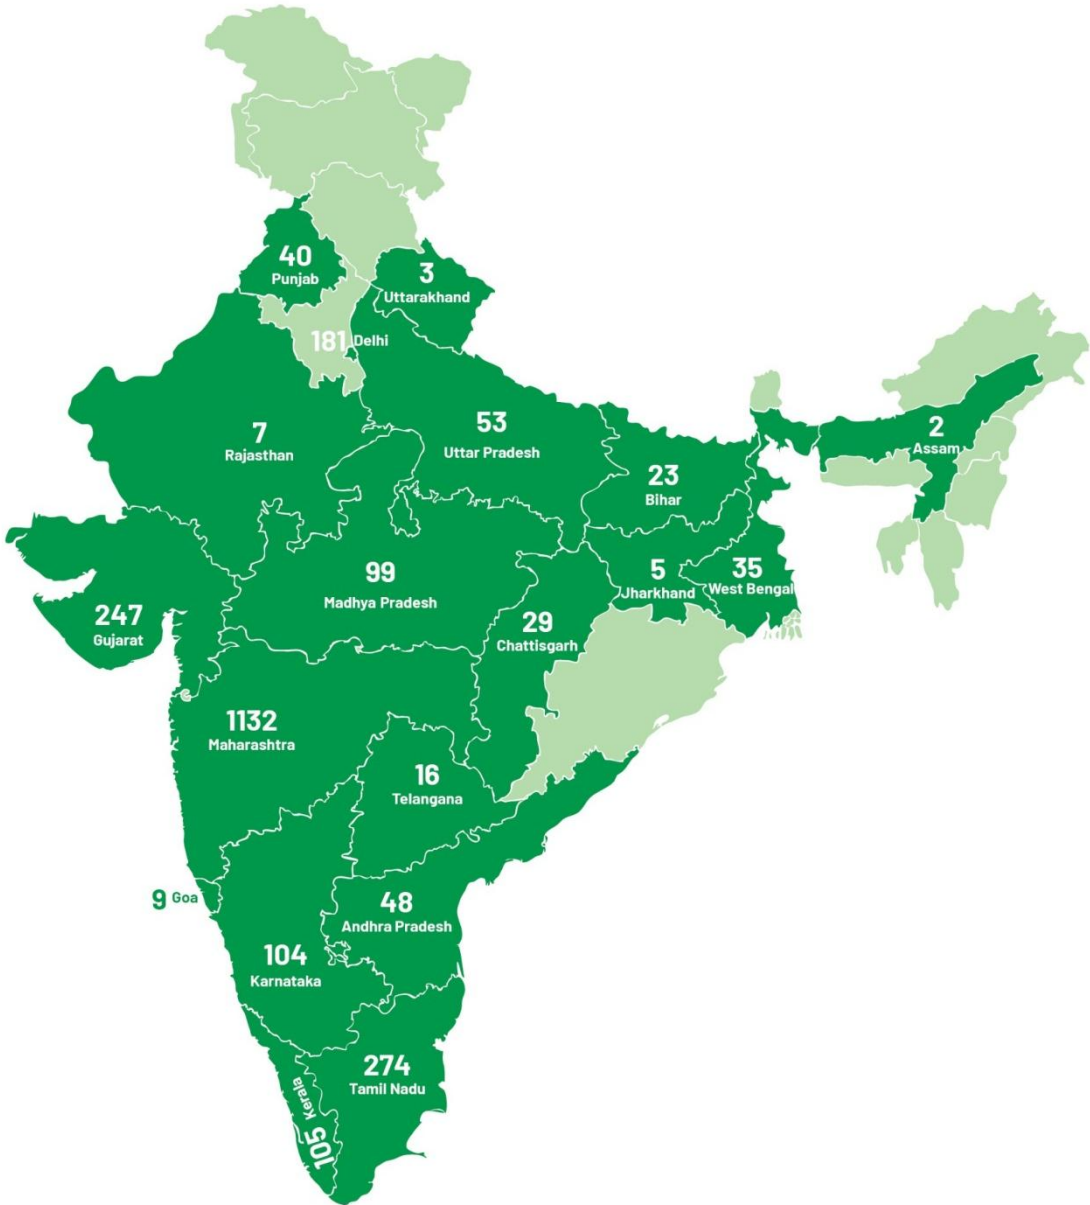 40
Punjab
3
Uttarakhand
181 Delhi
7
Rajasthan
53
Uttar Pradesh
2
Assam
23
Bihar
99
Madhya Pradesh
5
Jharkhand
35
West Bengal
247
Gujarat
29
Chattisgarh
1132
Maharashtra
16
Telangana
9 Goa
48
Andhra Pradesh
104
Karnataka
274
Tamil Nadu
105 Kerala